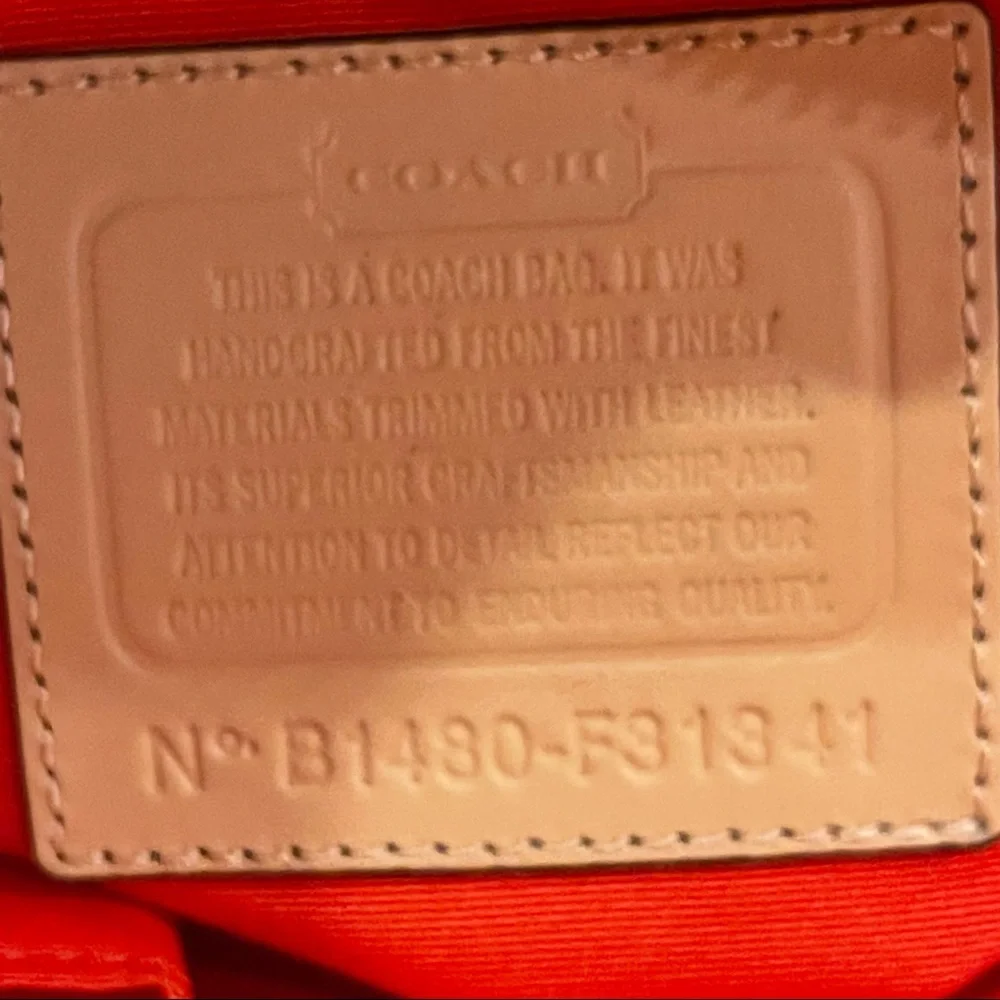 COACH
THIS IS A COACH BAG. IT WAS
HANDCRAFTED FROM THE FINEST
MATERIALS TRIMMED WITH LEATHER.
ITS SUPERIOR CRAFTSMANSHIP AND
ATTENTION TO DETAIL REFLECT OUR
COMMITMENT TO ENDURING QUALITY.
Nº B1430-F31341